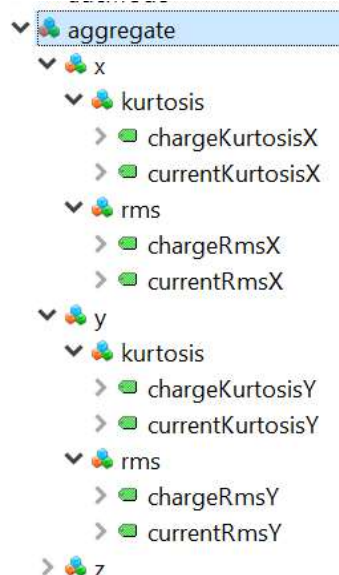 aggregate
x
kurtosis
chargeKurtosisX
currentKurtosisX
rms
chargeRmsX
currentRmsX
y
kurtosis
chargeKurtosisY
currentKurtosisY
rms
chargeRmsY
currentRmsY
z